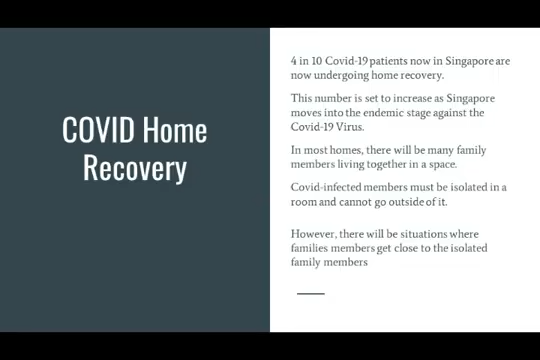 COVID Home
Recovery
4 in 10 Covid-19 patients now in Singapore are
now undergoing home recovery.
This number is set to increase as Singapore
moves into the endemic stage against the
Covid-19 Virus.
In most homes, there will be many family
members living together in a space.
Covid-infected members must be isolated in a
room and cannot go outside of it.
However, there will be situations where
families members get close to the isolated
family members